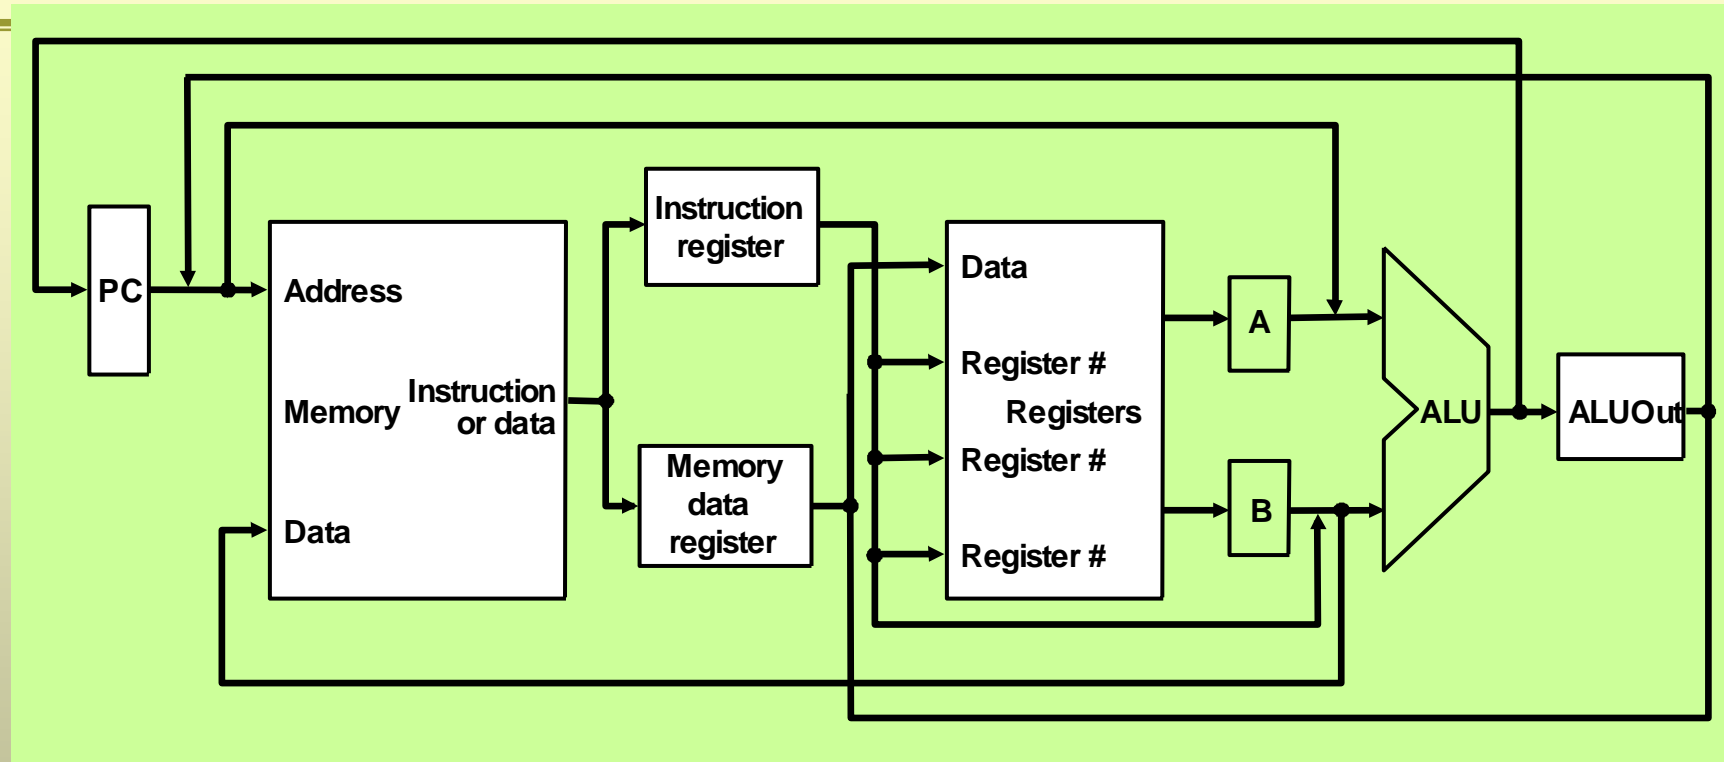 PC
Address
Memory
Instruction
or data
Data
Instruction
register
Memory
data
register
Data
Register #
Registers
Register #
Register #
A
B
ALU
ALUOut